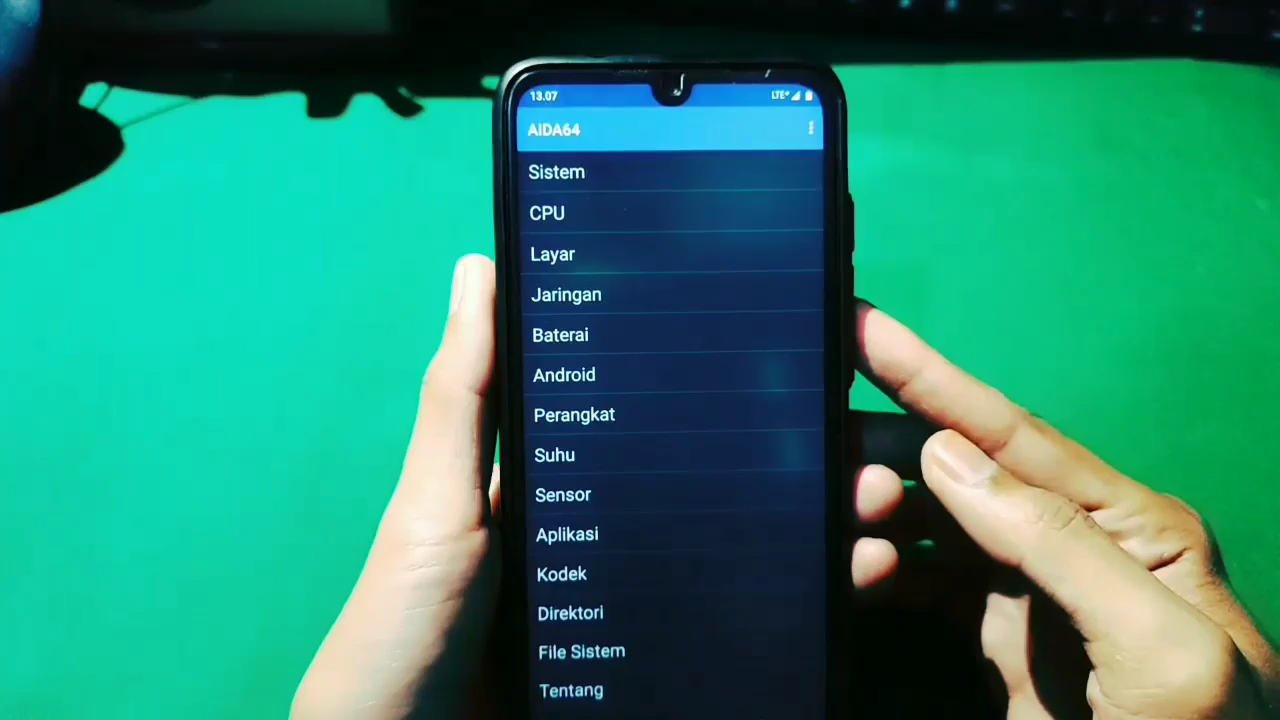 13.07
LTE+
AIDA64
Sistem
CPU
Layar
Jaringan
Baterai
Android
Perangkat
Suhu
Sensor
Aplikasi
Kodek
Direktori
File Sistem
Tentang